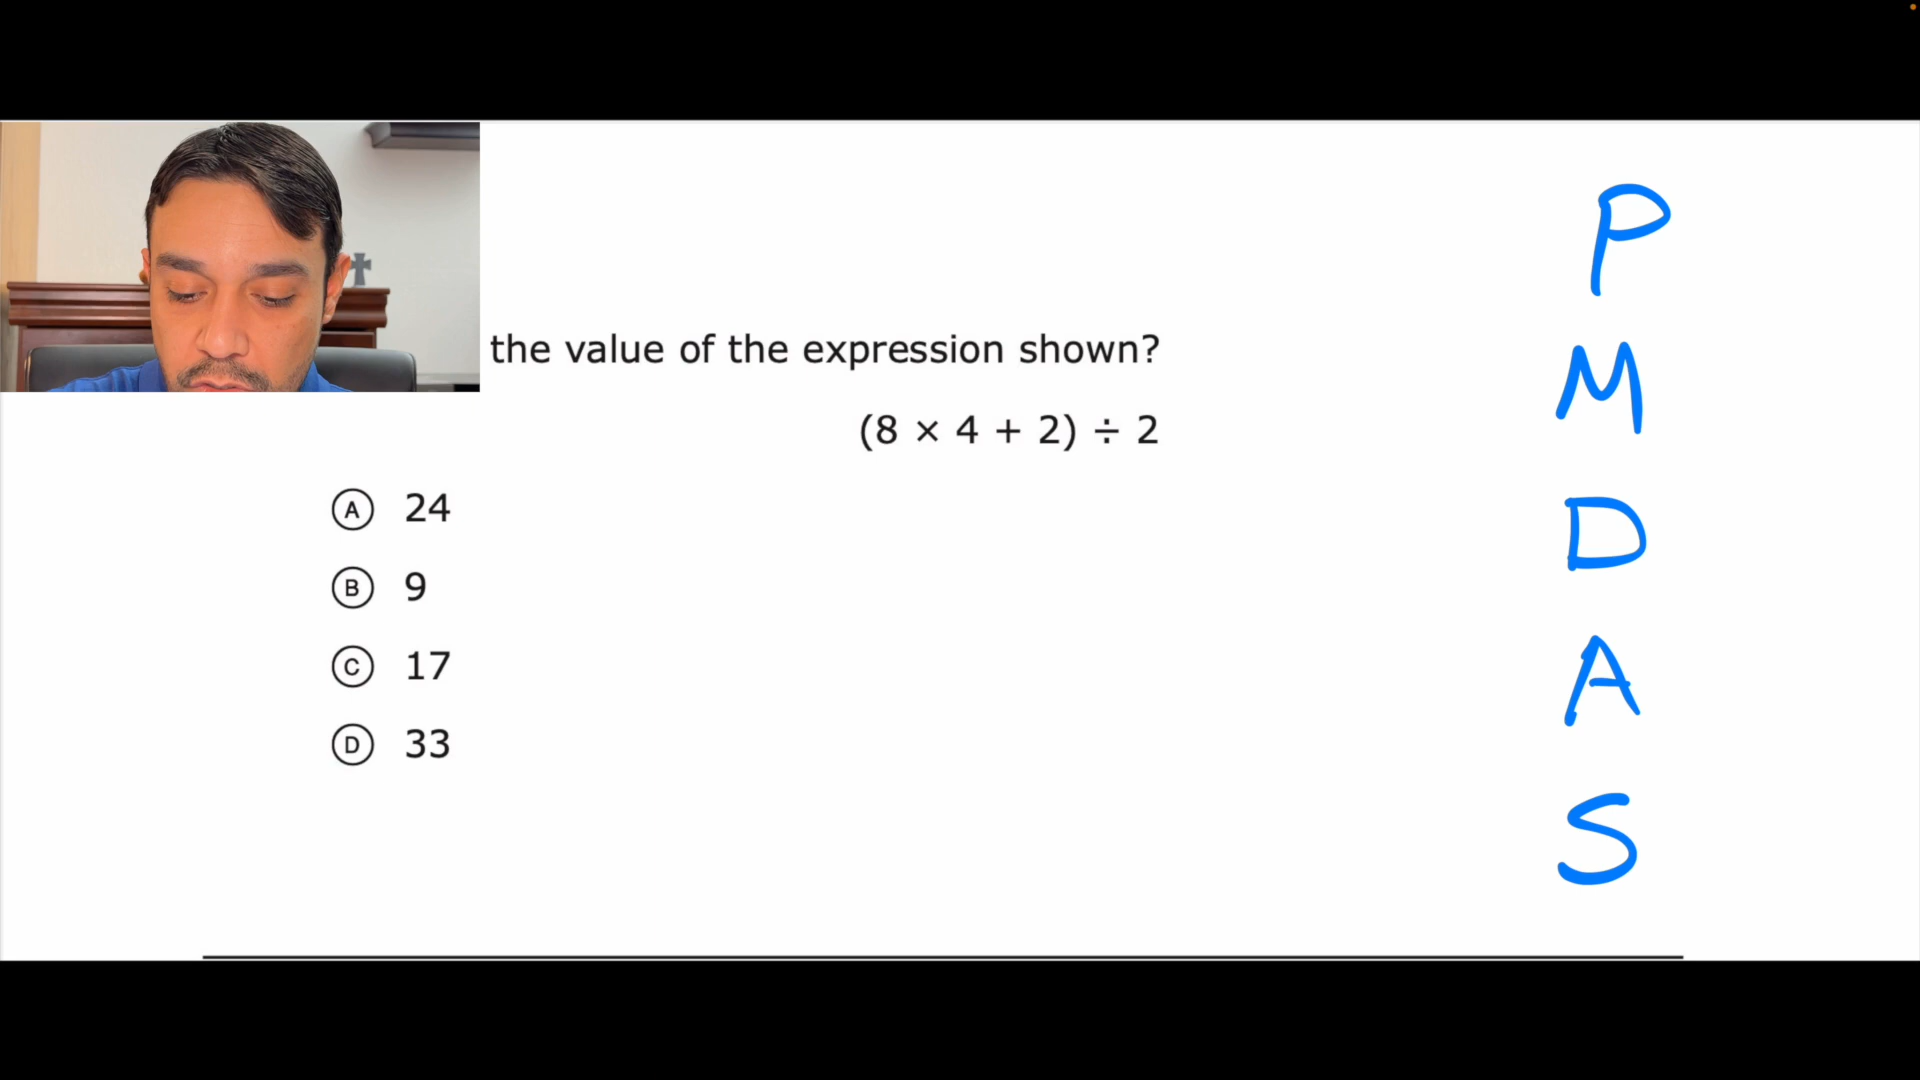 the value of the expression shown?
(8 × 4 + 2) ÷ 2
A 24
B 9
C 17
D 33
P
M
D
A
S